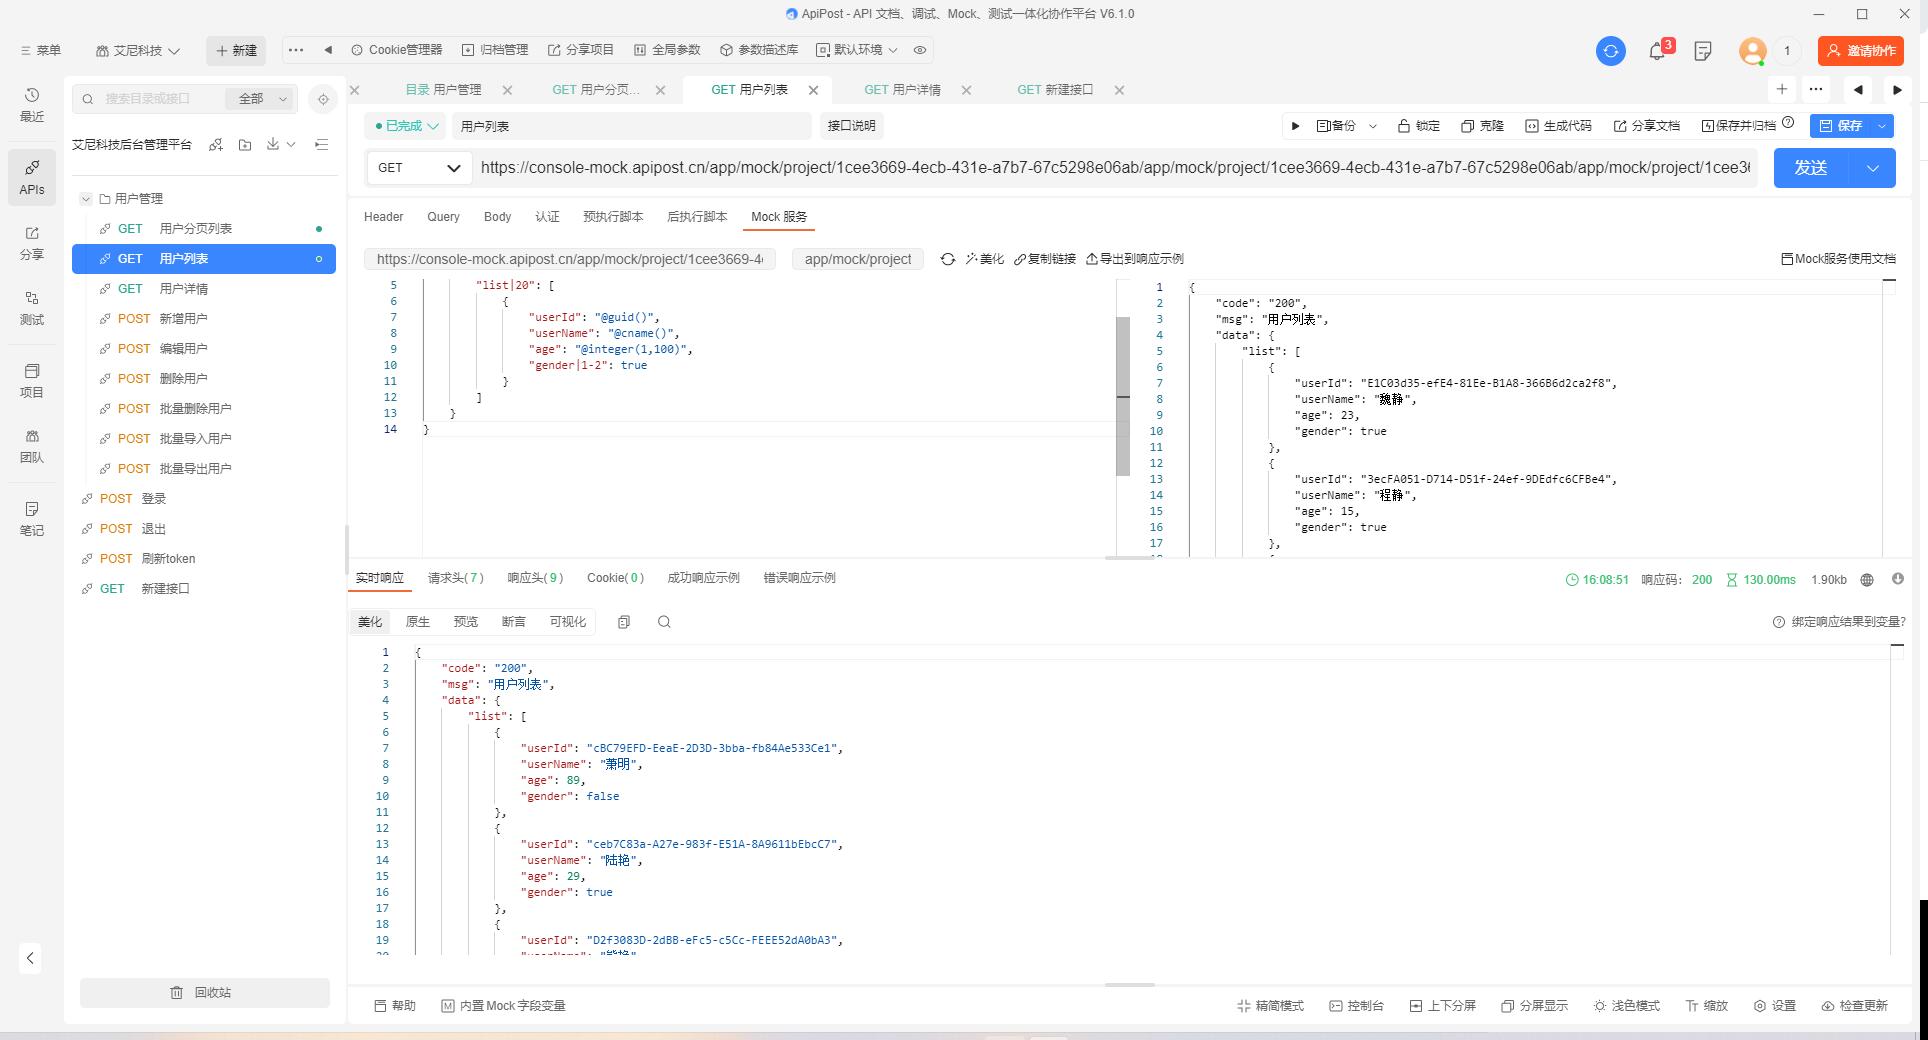 ApiPost - API 文档、调试、Mock、测试一体化协作平台 V6.1.0
菜单 艾尼科技 新建 Cookie管理器 归档管理 分享项目 全局参数 参数描述库 默认环境 3 1 邀请协作
最近
APIs
分享
测试
项目
团队
笔记
搜索目录或接口 全部
艾尼科技后台管理平台
用户管理
GET 用户分页列表
GET 用户列表
GET 用户详情
POST 新增用户
POST 编辑用户
POST 删除用户
POST 批量删除用户
POST 批量导入用户
POST 批量导出用户
POST 登录
POST 退出
POST 刷新token
GET 新建接口
回收站
目录 用户管理 GET 用户分页... GET 用户列表 GET 用户详情 GET 新建接口
已完成 用户列表 接口说明 备份 锁定 克隆 生成代码 分享文档 保存并归档 保存
GET https://console-mock.apipost.cn/app/mock/project/1cee3669-4ecb-431e-a7b7-67c5298e06ab/app/mock/project/1cee3669-4ecb-431e-a7b7-67c5298e06ab/app/mock/project/1cee3 发送
Header Query Body 认证 预执行脚本 后执行脚本 Mock 服务
https://console-mock.apipost.cn/app/mock/project/1cee3669-4 app/mock/project 美化 复制链接 导出到响应示例 Mock服务使用文档
5 "list|20": [
6 {
7 "userId": "@guid()",
8 "userName": "@cname()",
9 "age": "@integer(1,100)",
10 "gender|1-2": true
11 }
12 ]
13 }
14 }
1 {
2 "code": "200",
3 "msg": "用户列表",
4 "data": {
5 "list": [
6 {
7 "userId": "E1C03d35-efE4-81Ee-B1A8-366B6d2ca2f8",
8 "userName": "魏静",
9 "age": 23,
10 "gender": true
11 },
12 {
13 "userId": "3ecFA051-D714-D51f-24ef-9DEdfc6CFBe4",
14 "userName": "程静",
15 "age": 15,
16 "gender": true
17 },
实时响应 请求头(7) 响应头(9) Cookie(0) 成功响应示例 错误响应示例 16:08:51 响应码: 200 130.00ms 1.90kb
美化 原生 预览 断言 可视化 绑定响应结果到变量?
1 {
2 "code": "200",
3 "msg": "用户列表",
4 "data": {
5 "list": [
6 {
7 "userId": "cBC79EFD-EeaE-2D3D-3bba-fb84Ae533Ce1",
8 "userName": "萧明",
9 "age": 89,
10 "gender": false
11 },
12 {
13 "userId": "ceb7C83a-A27e-983f-E51A-8A9611bEbcC7",
14 "userName": "陆艳",
15 "age": 29,
16 "gender": true
17 },
18 {
19 "userId": "D2f3083D-2dBB-eFc5-c5Cc-FEEE52dA0bA3",
帮助 内置Mock字段变量 精简模式 控制台 上下分屏 分屏显示 浅色模式 缩放 设置 检查更新